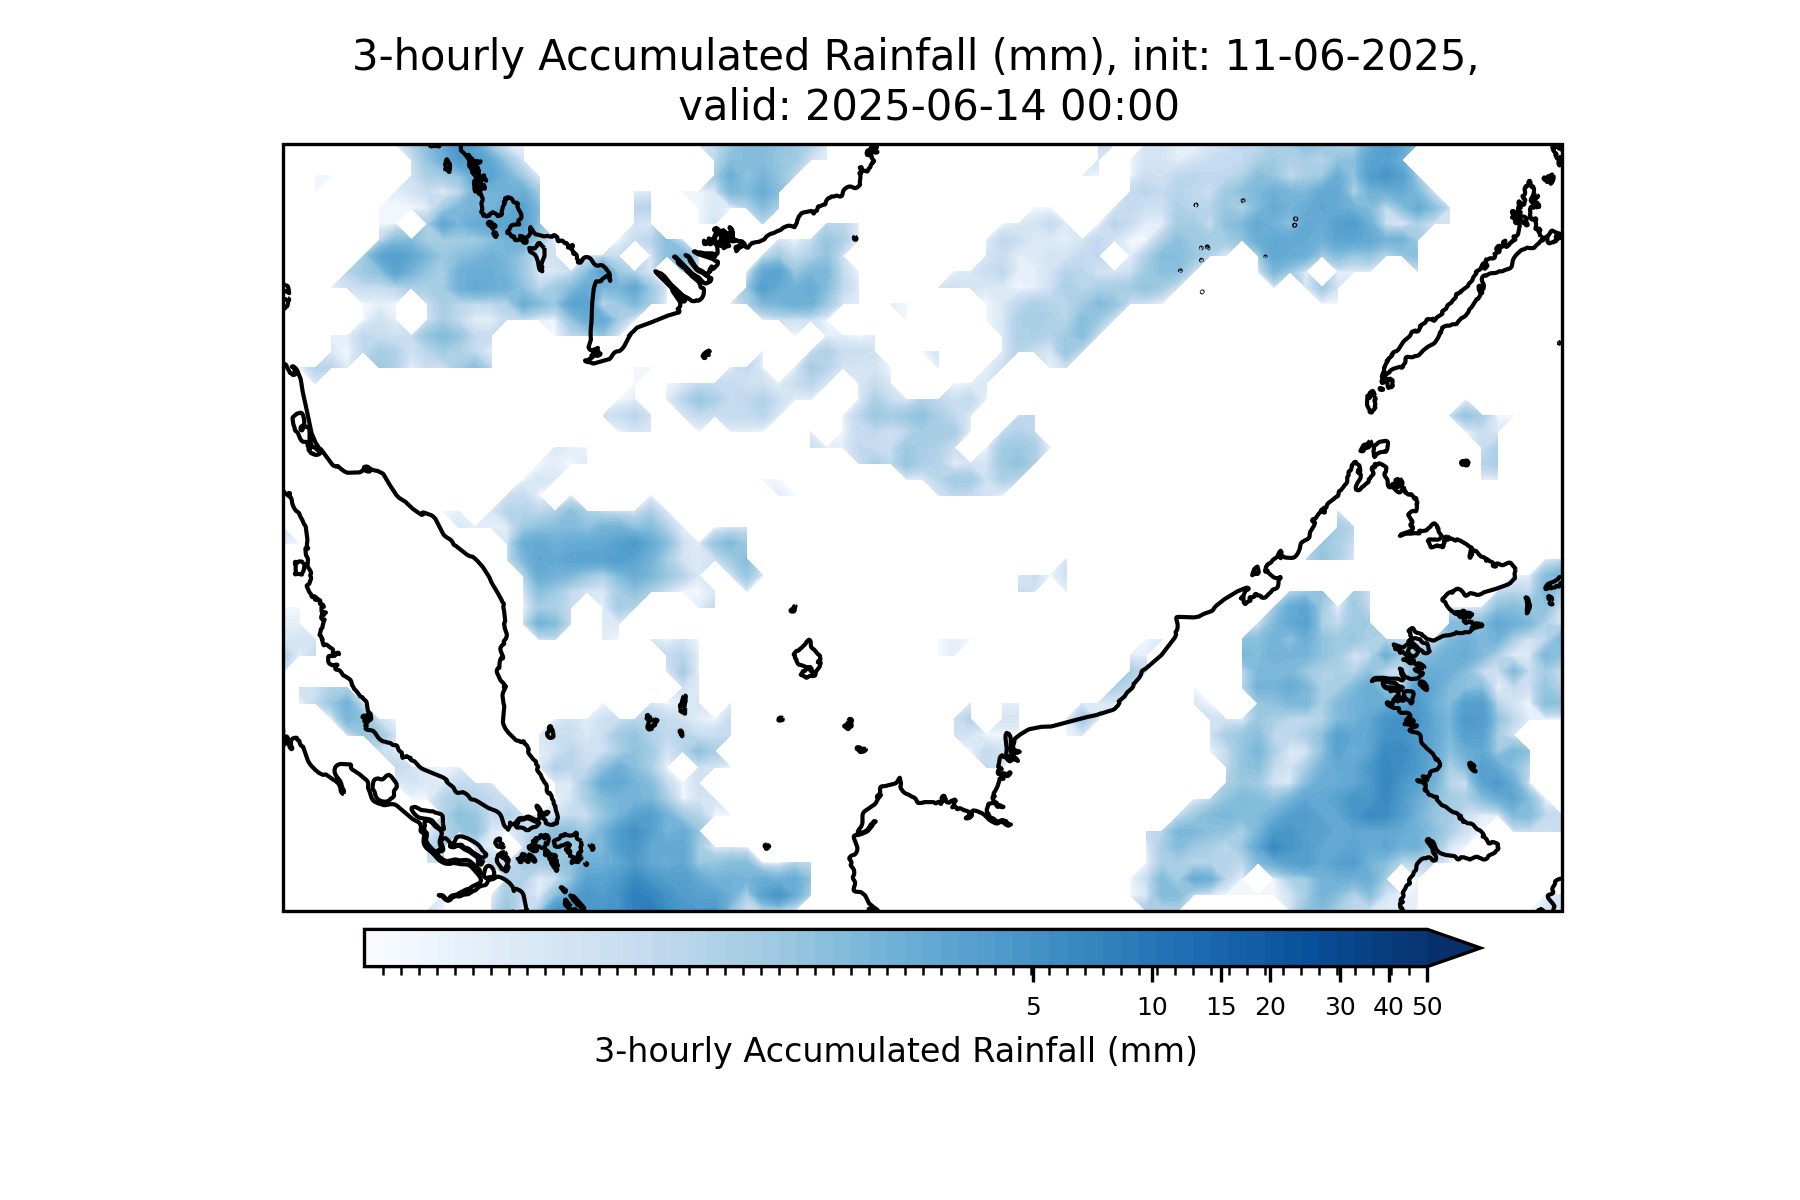 3-hourly Accumulated Rainfall (mm), init: 11-06-2025,
valid: 2025-06-14 00:00
5 10 15 20 30 40 50
3-hourly Accumulated Rainfall (mm)